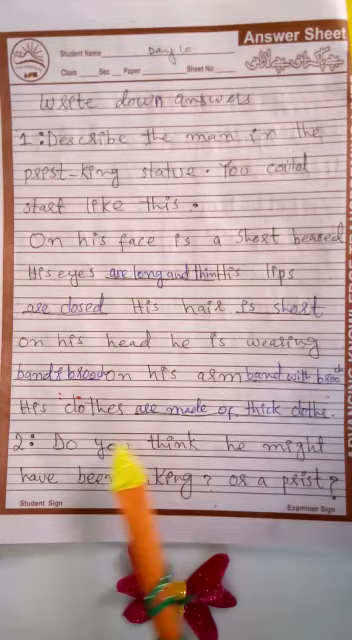 Answer Sheet
Student Name Day 10
Class Sec Paper Sheet No
Write down answers
1: Describe the man in the
prist-king statue. You could
start like this.
On his face is a short beared
His eyes are long and thin His lips
are closed His hair is short
on his head he is wearing
band & brooch on his arm band with brooch
His clothes are made of thick cloths.
2: Do you think he might
have been king? or a prist?
Student Sign Examiner Sign